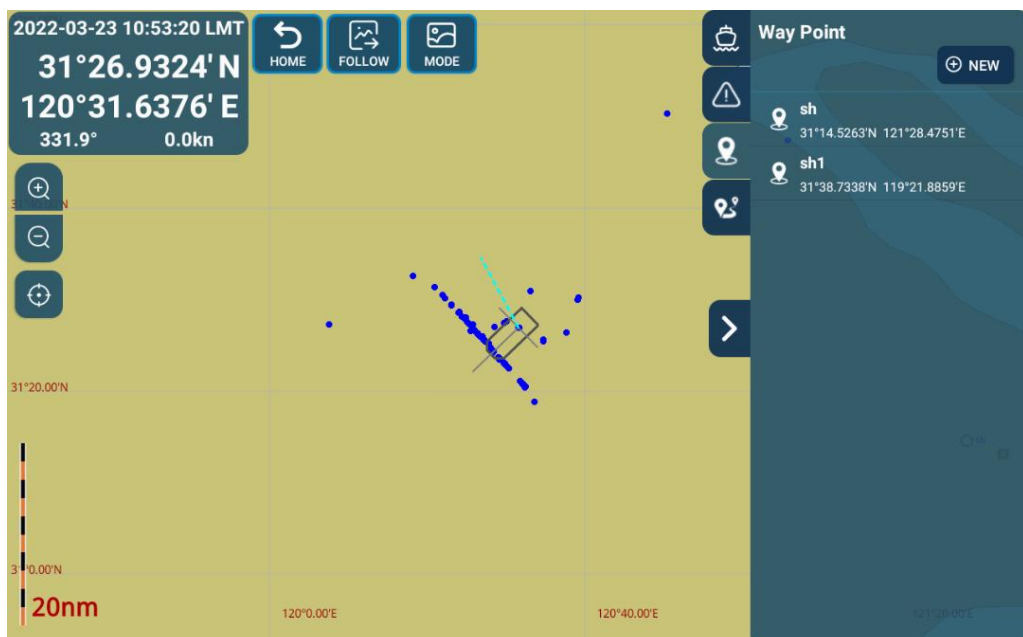 2022-03-23 10:53:20 LMT
31°26.9324' N
120°31.6376' E
331.9° 0.0kn
HOME
FOLLOW
MODE
Way Point
NEW
sh
31°14.5263'N 121°28.4751'E
sh1
31°38.7338'N 119°21.8859'E
31°20.00'N
20nm
120°0.00'E
120°40.00'E
121°20.00'E
sh